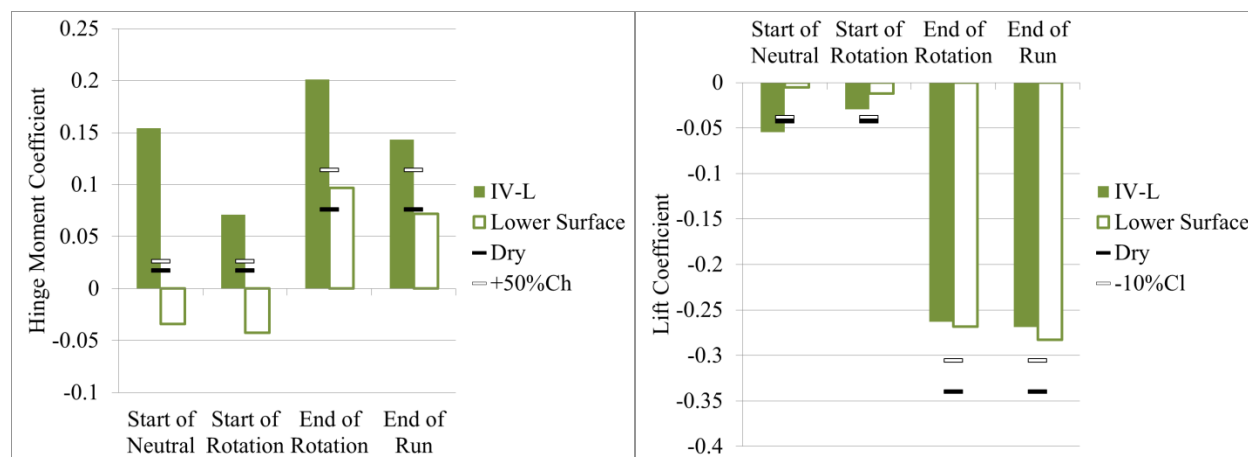 0.25
0.2
0.15
0.1
0.05
0
-0.05
-0.1
Hinge Moment Coefficient
Start of
Neutral
Start of
Rotation
End of
Rotation
End of
Run
IV-L
Lower Surface
Dry
+50%Ch
Start of
Neutral
Start of
Rotation
End of
Rotation
End of
Run
0
-0.05
-0.1
-0.15
-0.2
-0.25
-0.3
-0.35
-0.4
Lift Coefficient
IV-L
Lower Surface
Dry
-10%Cl